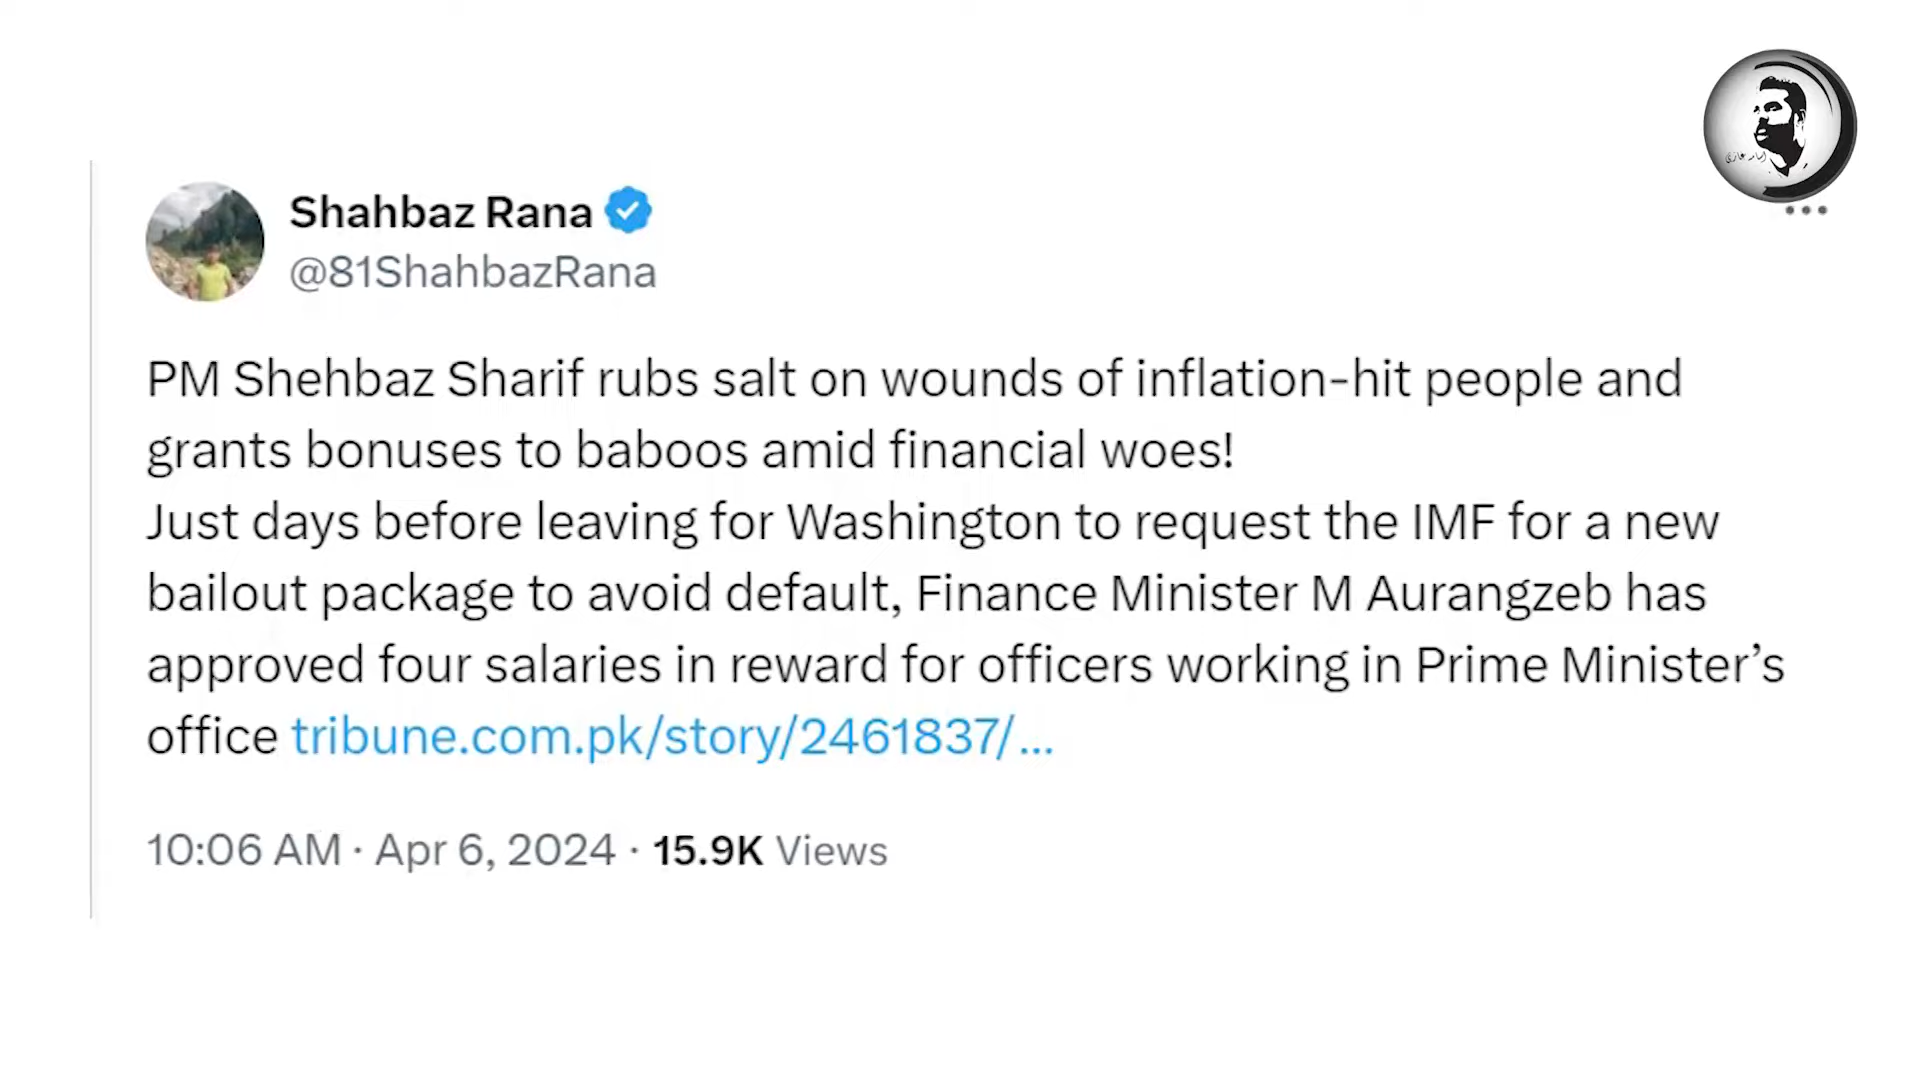 Shahbaz Rana
@81ShahbazRana
PM Shehbaz Sharif rubs salt on wounds of inflation-hit people and
grants bonuses to baboos amid financial woes!
Just days before leaving for Washington to request the IMF for a new
bailout package to avoid default, Finance Minister M Aurangzeb has
approved four salaries in reward for officers working in Prime Minister’s
office tribune.com.pk/story/2461837/...
10:06 AM · Apr 6, 2024 · 15.9K Views